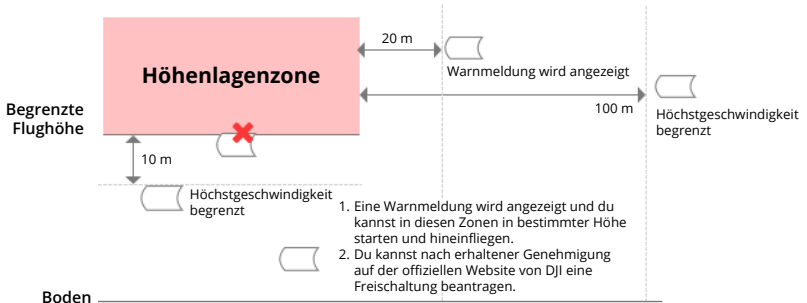 20 m
Höhenlagenzone
Warnmeldung wird angezeigt
Begrenzte
Flughöhe
100 m
Höchstgeschwindigkeit
begrenzt
10 m
Höchstgeschwindigkeit
begrenzt
1. Eine Warnmeldung wird angezeigt und du
kannst in diesen Zonen in bestimmter Höhe
starten und hineinfliegen.
2. Du kannst nach erhaltener Genehmigung
auf der offiziellen Website von DJI eine
Freischaltung beantragen.
Boden